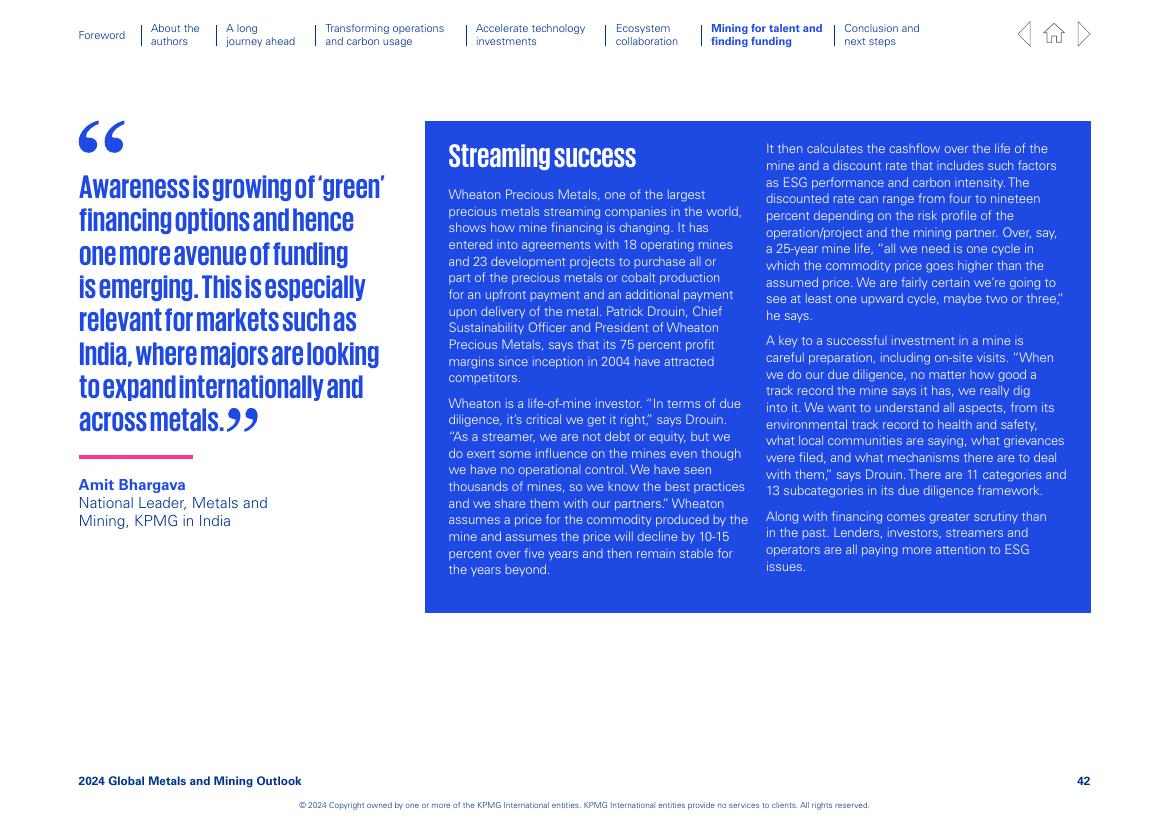 Foreword
About the
authors
A long
journey ahead
Transforming operations
and carbon usage
Accelerate technology
investments
Ecosystem
collaboration
Mining for talent and
finding funding
Conclusion and
next steps
“
Awareness is growing of ‘green’
financing options and hence
one more avenue of funding
is emerging. This is especially
relevant for markets such as
India, where majors are looking
to expand internationally and
across metals.”
Amit Bhargava
National Leader, Metals and
Mining, KPMG in India
Streaming success
Wheaton Precious Metals, one of the largest
precious metals streaming companies in the world,
shows how mine financing is changing. It has
entered into agreements with 18 operating mines
and 23 development projects to purchase all or
part of the precious metals or cobalt production
for an upfront payment and an additional payment
upon delivery of the metal. Patrick Drouin, Chief
Sustainability Officer and President of Wheaton
Precious Metals, says that its 75 percent profit
margins since inception in 2004 have attracted
competitors.
Wheaton is a life-of-mine investor. “In terms of due
diligence, it’s critical we get it right,” says Drouin.
“As a streamer, we are not debt or equity, but we
do exert some influence on the mines even though
we have no operational control. We have seen
thousands of mines, so we know the best practices
and we share them with our partners.” Wheaton
assumes a price for the commodity produced by the
mine and assumes the price will decline by 10-15
percent over five years and then remain stable for
the years beyond.
It then calculates the cashflow over the life of the
mine and a discount rate that includes such factors
as ESG performance and carbon intensity. The
discounted rate can range from four to nineteen
percent depending on the risk profile of the
operation/project and the mining partner. Over, say,
a 25-year mine life, “all we need is one cycle in
which the commodity price goes higher than the
assumed price. We are fairly certain we’re going to
see at least one upward cycle, maybe two or three,”
he says.
A key to a successful investment in a mine is
careful preparation, including on-site visits. “When
we do our due diligence, no matter how good a
track record the mine says it has, we really dig
into it. We want to understand all aspects, from its
environmental track record to health and safety,
what local communities are saying, what grievances
were filed, and what mechanisms there are to deal
with them,” says Drouin. There are 11 categories and
13 subcategories in its due diligence framework.
Along with financing comes greater scrutiny than
in the past. Lenders, investors, streamers and
operators are all paying more attention to ESG
issues.
2024 Global Metals and Mining Outlook
42
© 2024 Copyright owned by one or more of the KPMG International entities. KPMG International entities provide no services to clients. All rights reserved.